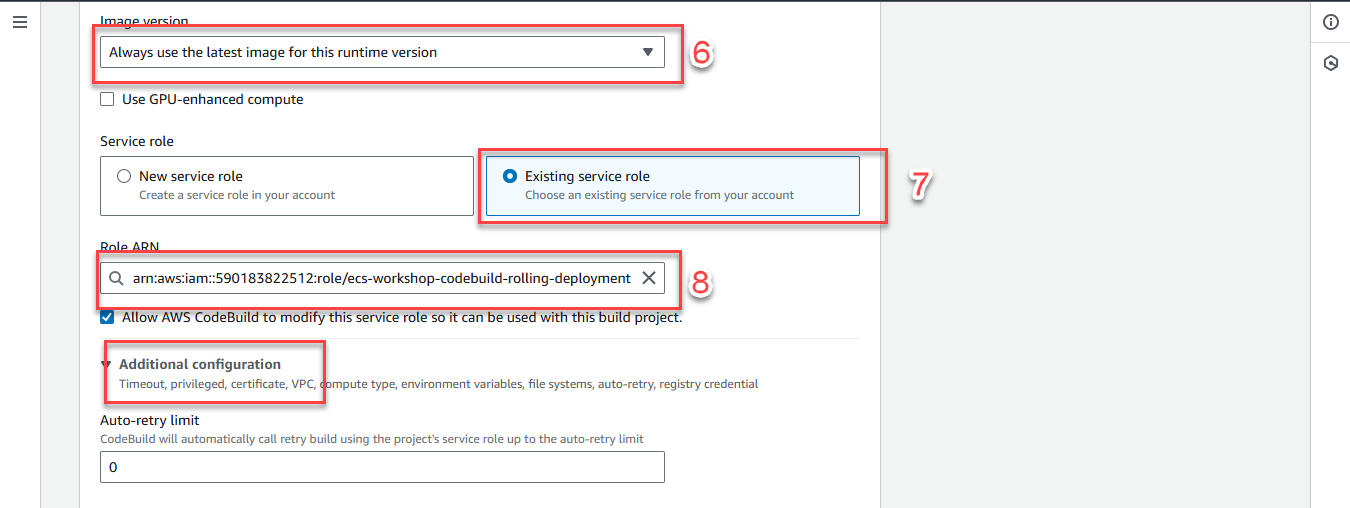 Image version
Always use the latest image for this runtime version
6
Use GPU-enhanced compute
Service role
New service role
Create a service role in your account
Existing service role
Choose an existing service role from your account
7
Role ARN
arn:aws:iam::590183822512:role/ecs-workshop-codebuild-rolling-deployment
8
Allow AWS CodeBuild to modify this service role so it can be used with this build project.
Additional configuration
Timeout, privileged, certificate, VPC, compute type, environment variables, file systems, auto-retry, registry credential
Auto-retry limit
CodeBuild will automatically call retry build using the project's service role up to the auto-retry limit
0